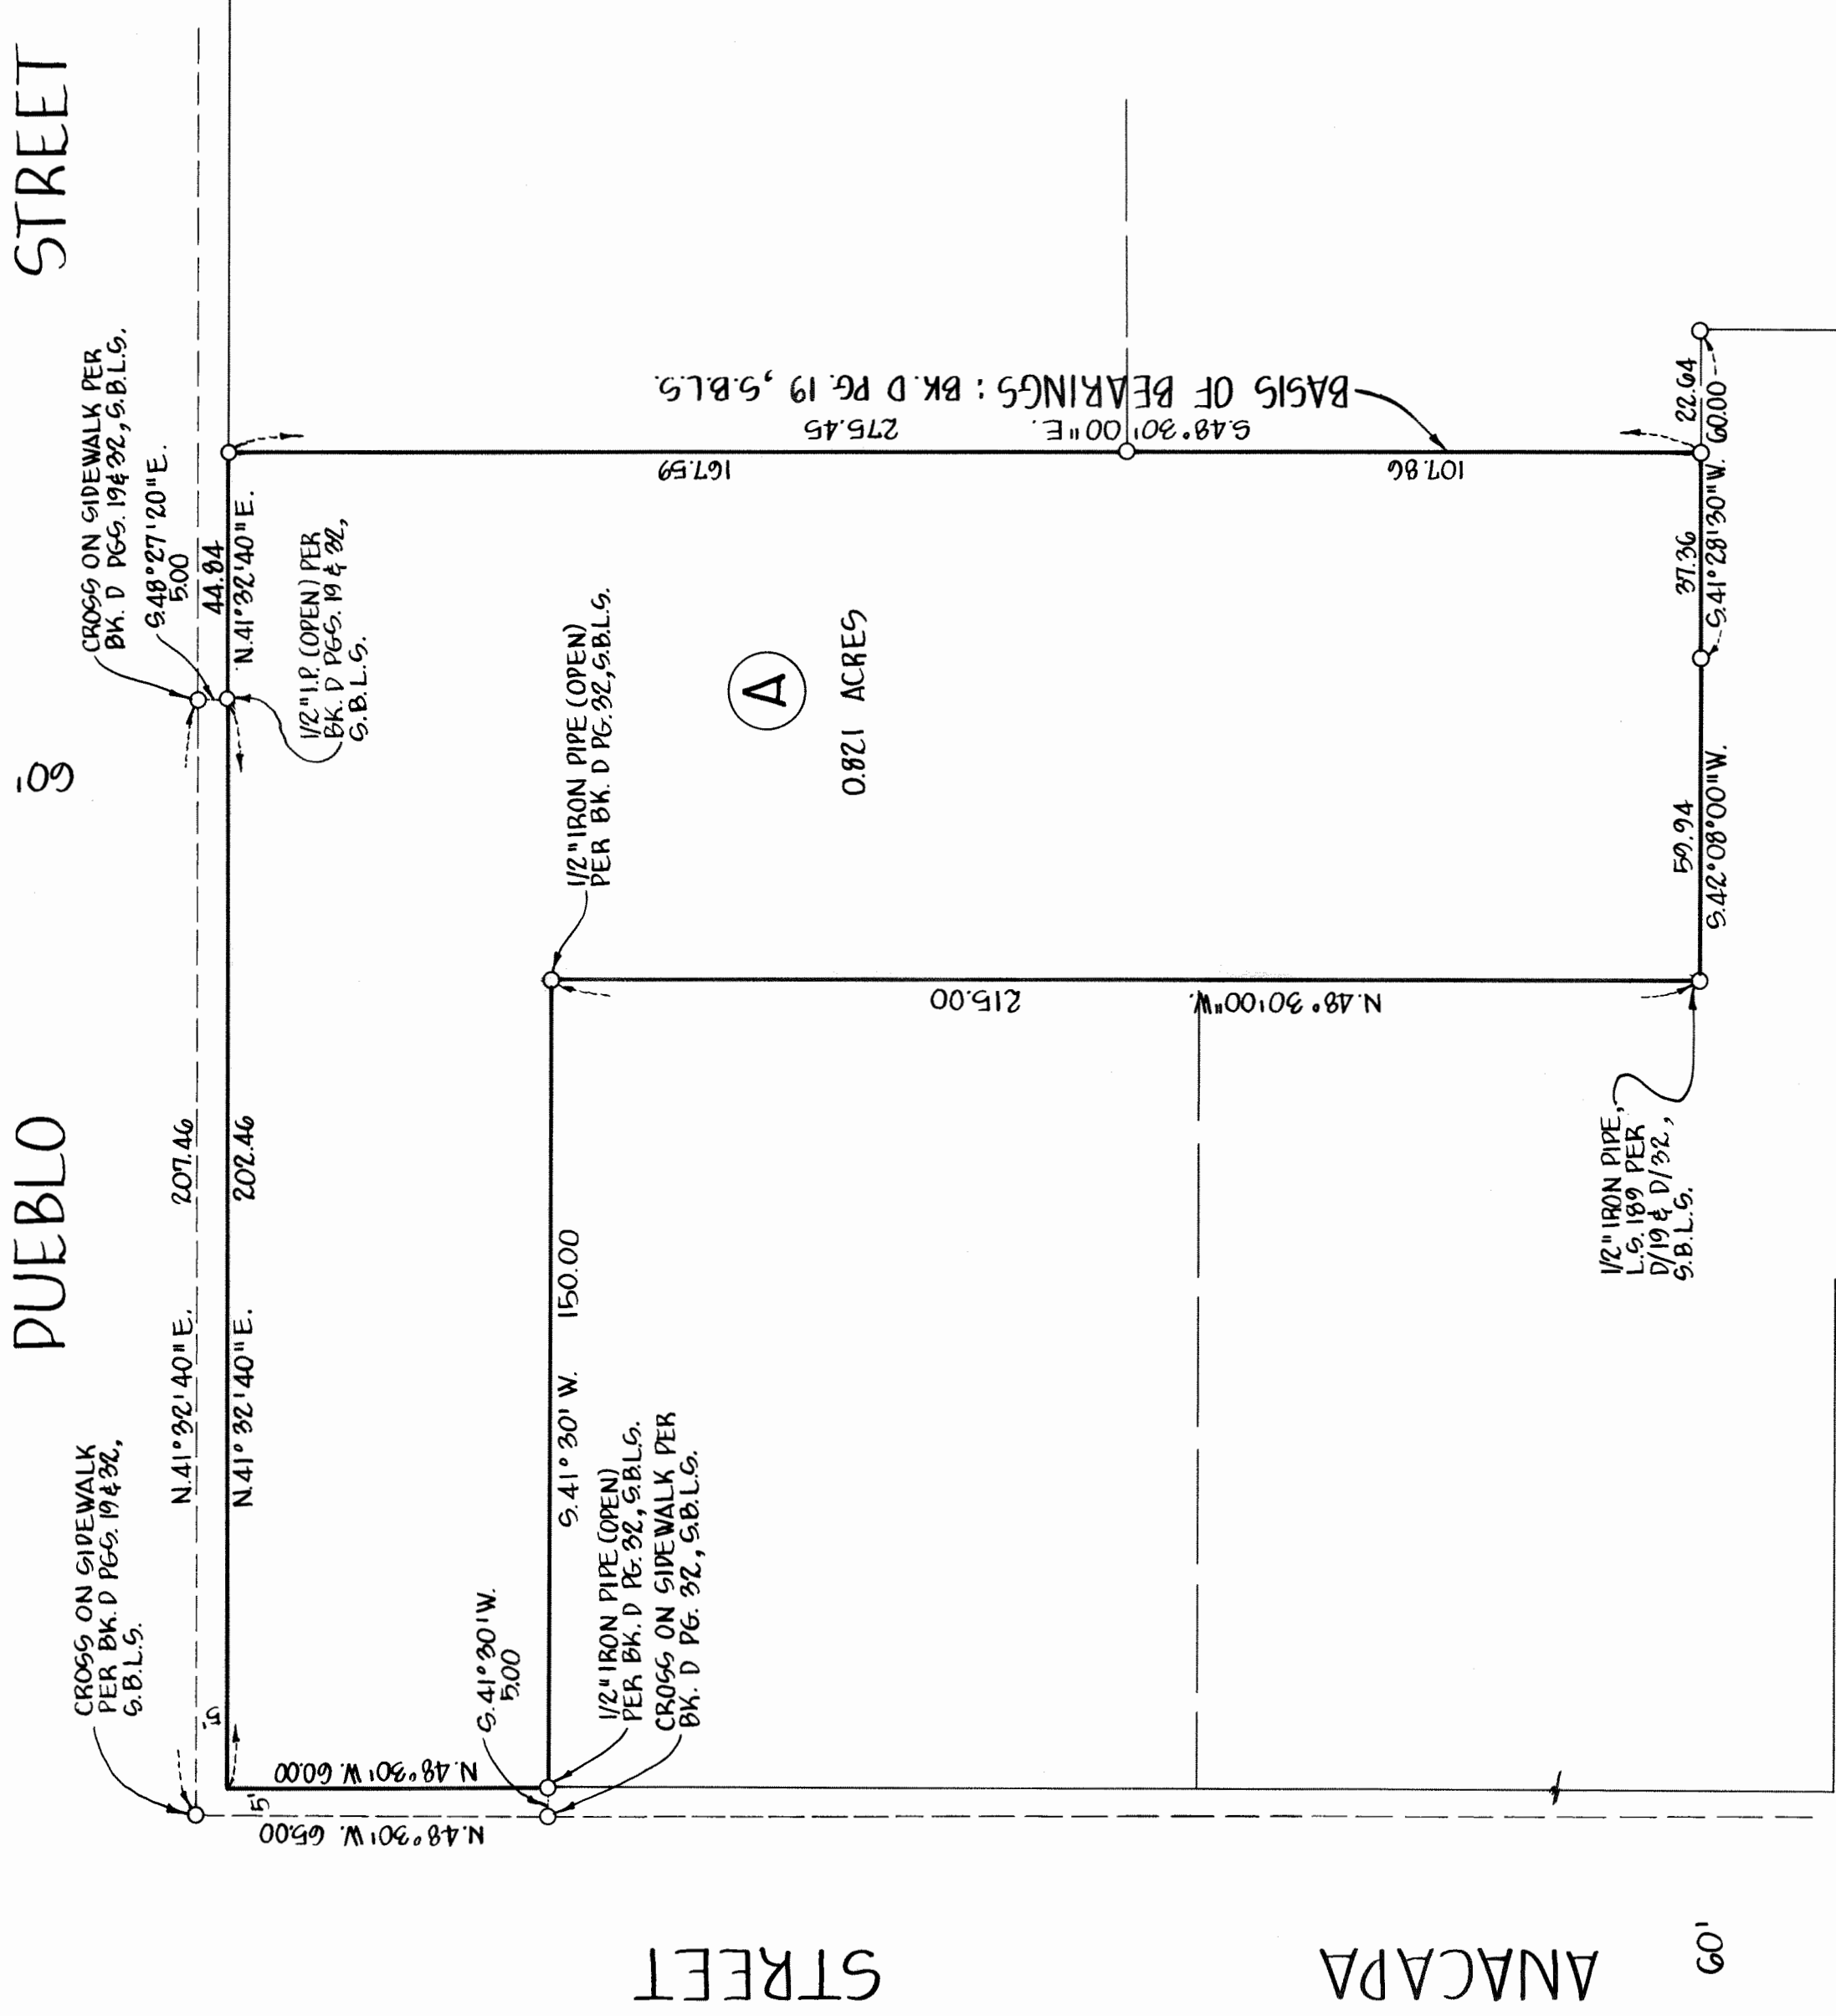 PUEBLO
60'
STREET
CROSS ON SIDEWALK
PER BK. D PGS. 19 & 32,
S.B.L.S.
CROSS ON SIDEWALK PER
BK. D PGS. 19 & 32, S.B.L.S.
S.48°27'20"E.
5.00
N.41°32'40"E. 207.46
N.41°32'40"E. 202.46
44.84
N.41°32'40"E.
1/2" I.P. (OPEN) PER
BK. D PGS. 19 & 32,
S.B.L.S.
5'
5'
N.48°30'W. 60.00
N.48°30'W. 65.00
S.41°30'W.
5.00
S.41°30'W. 150.00
1/2" IRON PIPE (OPEN)
PER BK. D PG. 32, S.B.L.S.
CROSS ON SIDEWALK PER
BK. D PG. 32, S.B.L.S.
1/2" IRON PIPE (OPEN)
PER BK. D PG. 32, S.B.L.S.
A
0.821 ACRES
BASIS OF BEARINGS : BK. D PG. 19, S.B.L.S.
S.48°30'00"E.
275.45
167.59
107.86
N.48°30'00"W.
215.00
1/2" IRON PIPE,
L.S. 189 PER
D/19 & D/32,
S.B.L.S.
59.94
S.42°08'00"W.
37.36
S.41°28'30"W.
22.64
60.00
ANACAPA
STREET
60'